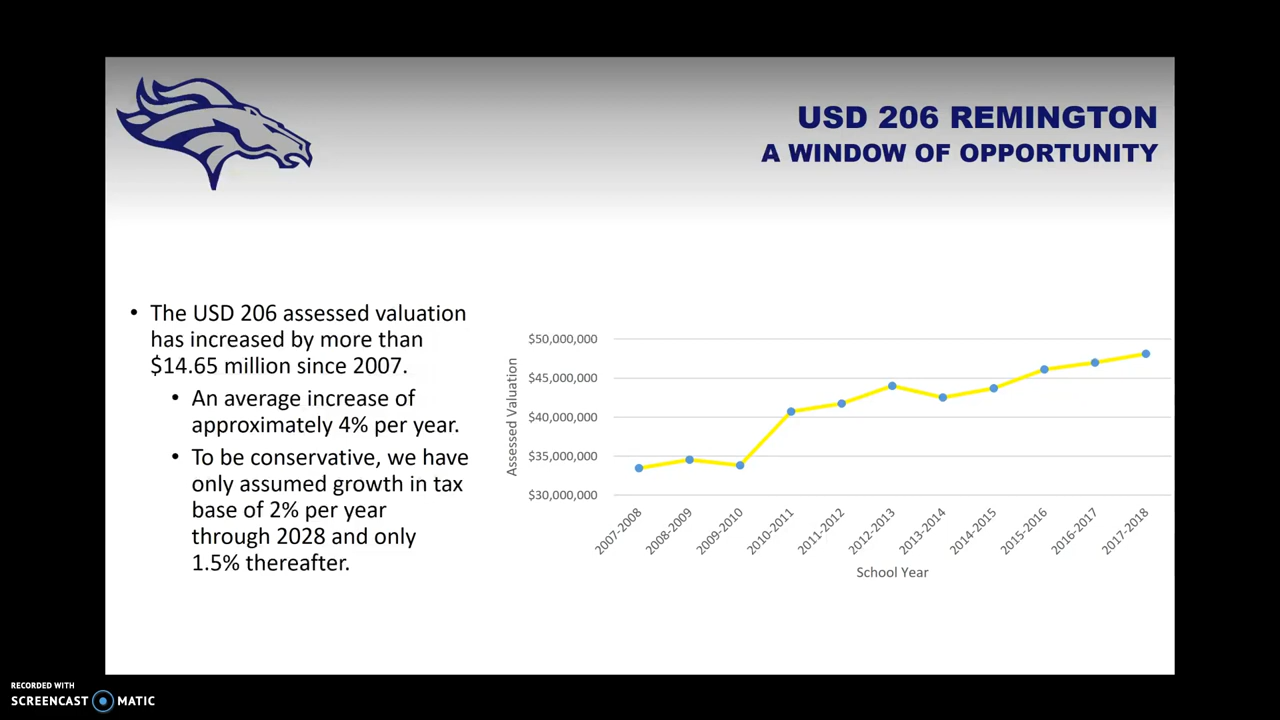 USD 206 REMINGTON
A WINDOW OF OPPORTUNITY
• The USD 206 assessed valuation
has increased by more than
$14.65 million since 2007.
• An average increase of
approximately 4% per year.
• To be conservative, we have
only assumed growth in tax
base of 2% per year
through 2028 and only
1.5% thereafter.
Assessed Valuation
$50,000,000
$45,000,000
$40,000,000
$35,000,000
$30,000,000
2007-2008
2008-2009
2009-2010
2010-2011
2011-2012
2012-2013
2013-2014
2014-2015
2015-2016
2016-2017
2017-2018
School Year
RECORDED WITH
SCREENCAST MATIC